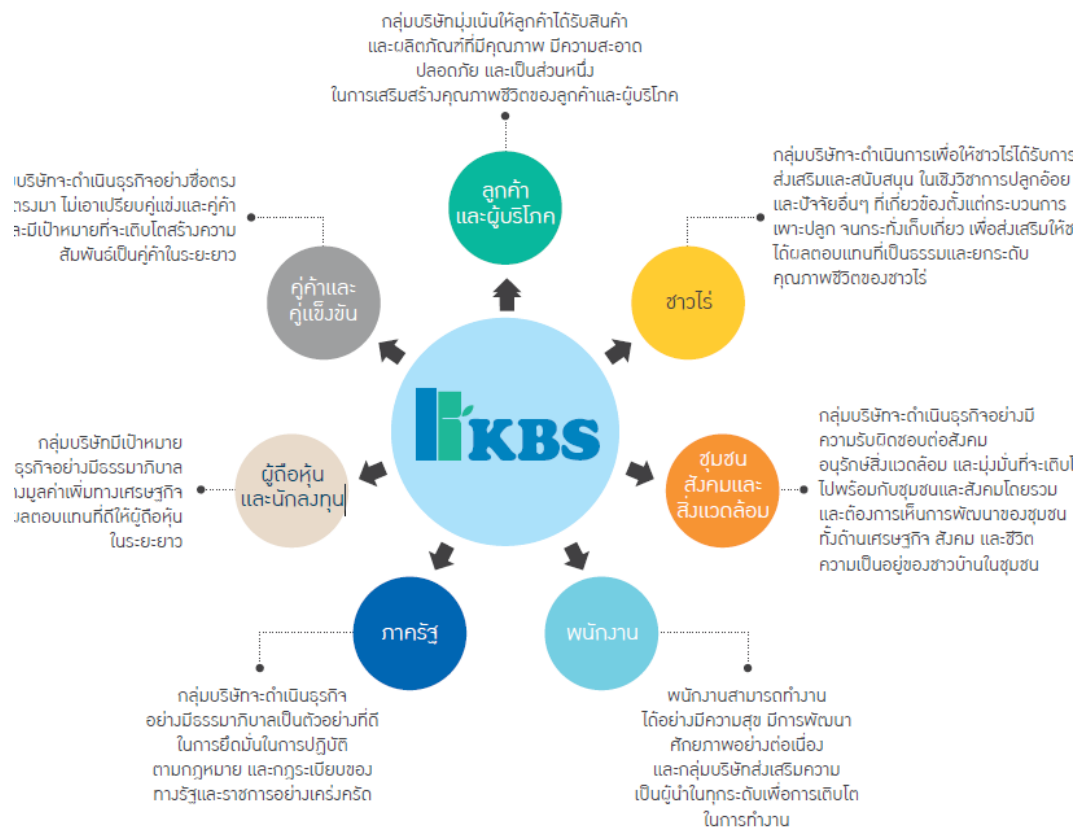 กลุ่มบริษัทมุ่งเน้นให้ลูกค้าได้รับสินค้า
และผลิตภัณฑ์ที่มีคุณภาพ มีความสะอาด
ปลอดภัย และเป็นส่วนหนึ่ง
ในการเสริมสร้างคุณภาพชีวิตของลูกค้าและผู้บริโภค
ลูกค้า
และผู้บริโภค
กลุ่มบริษัทจะดำเนินการเพื่อให้ชาวไร่ได้รับการ
ส่งเสริมและสนับสนุน ในเชิงวิชาการปลูกอ้อย
และปัจจัยอื่นๆ ที่เกี่ยวข้องตั้งแต่กระบวนการ
เพาะปลูก จนกระทั่งเก็บเกี่ยว เพื่อส่งเสริมให้
ได้ผลตอบแทนที่เป็นธรรมและยกระดับ
คุณภาพชีวิตของชาวไร่
ชาวไร่
บริษัทจะดำเนินธุรกิจอย่างซื่อตรง
ตรงมา ไม่เอาเปรียบคู่แข่งและคู่ค้า
มีเป้าหมายที่จะเติบโตสร้างความ
สัมพันธ์เป็นคู่ค้าในระยะยาว
คู่ค้าและ
คู่แข็งขัน
KBS
กลุ่มบริษัทจะดำเนินธุรกิจอย่างมี
ความรับผิดชอบต่อสังคม
อนุรักษ์สิ่งแวดล้อม และมุ่งมั่นที่จะเติบโ
ไปพร้อมกับชุมชนและสังคมโดยรวม
และต้องการเห็นการพัฒนาของชุมชน
ทั้งด้านเศรษฐกิจ สังคม และชีวิต
ความเป็นอยู่ของชาวบ้านในชุมชน
ชุมชน
สังคมและ
สิ่งแวดล้อม
กลุ่มบริษัทมีเป้าหมาย
ธุรกิจอย่างมีธรรมาภิบาล
มูลค่าเพิ่มทางเศรษฐกิจ
ผลตอบแทนที่ดีให้ผู้ถือหุ้น
ในระยะยาว
ผู้ถือหุ้น
และนักลงทุน
ภาครัฐ
กลุ่มบริษัทจะดำเนินธุรกิจ
อย่างมีธรรมาภิบาลเป็นตัวอย่างที่ดี
ในการยึดมั่นในการปฏิบัติ
ตามกฎหมาย และกฎระเบียบของ
ทางรัฐและราชการอย่างเคร่งครัด
พนักงาน
พนักงานสามารถทำงาน
ได้อย่างมีความสุข มีการพัฒนา
ศักยภาพอย่างต่อเนื่อง
และกลุ่มบริษัทส่งเสริมความ
เป็นผู้นำในทุกระดับเพื่อการเติบโต
ในการทำงาน